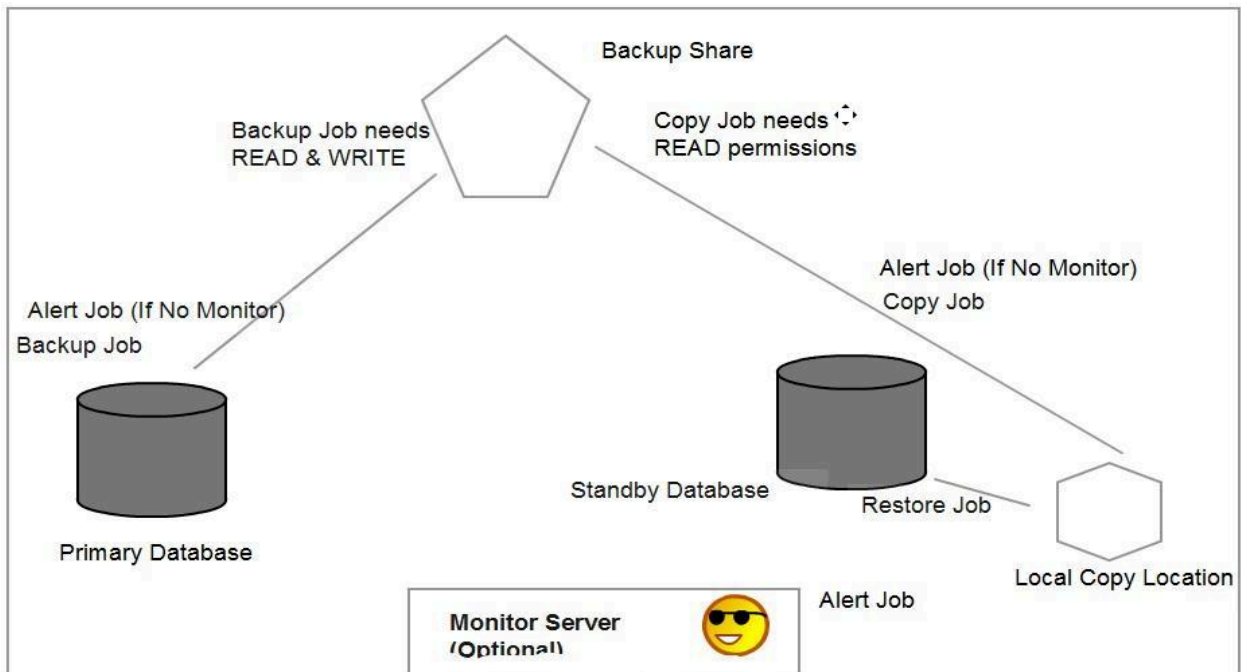 Backup Share
Backup Job needs
READ & WRITE
Copy Job needs
READ permissions
Alert Job (If No Monitor)
Copy Job
Alert Job (If No Monitor)
Backup Job
Standby Database
Restore Job
Primary Database
Local Copy Location
Alert Job
Monitor Server
(Optional)